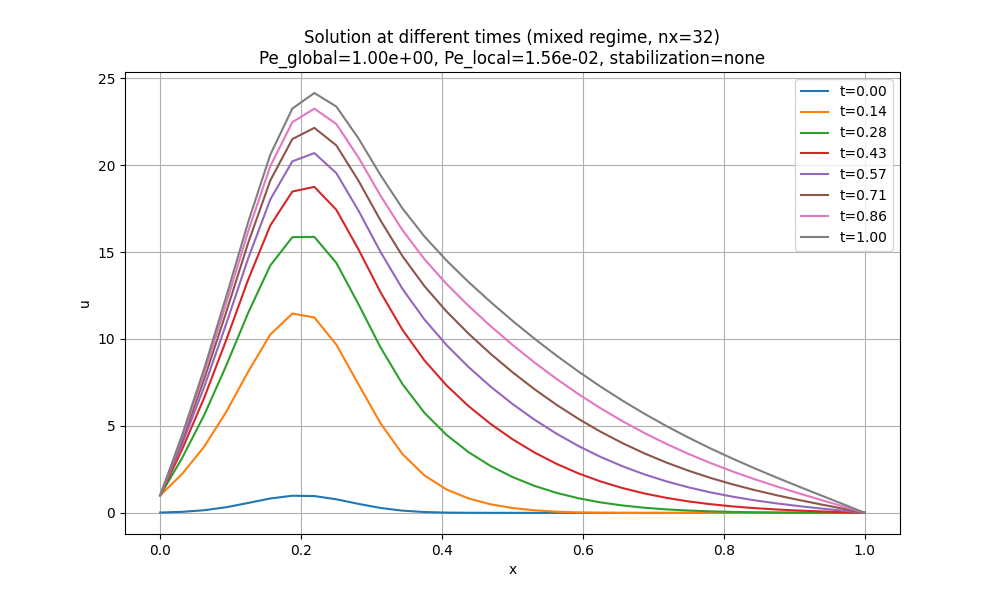 Solution at different times (mixed regime, nx=32)
Pe_global=1.00e+00, Pe_local=1.56e-02, stabilization=none
25
20
15
10
5
0
u
0.0
0.2
0.4
0.6
0.8
1.0
x
t=0.00
t=0.14
t=0.28
t=0.43
t=0.57
t=0.71
t=0.86
t=1.00